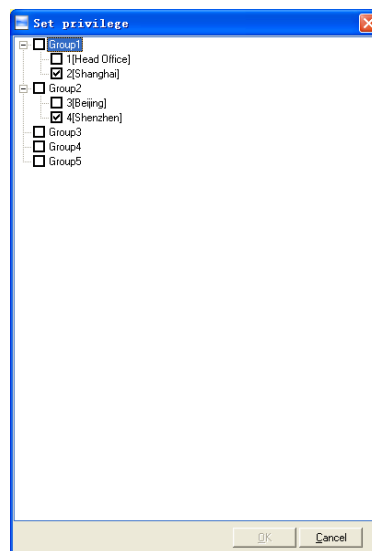 Set privilege
Group1
1[Head Office]
2[Shanghai]
Group2
3[Beijing]
4[Shenzhen]
Group3
Group4
Group5
OK Cancel